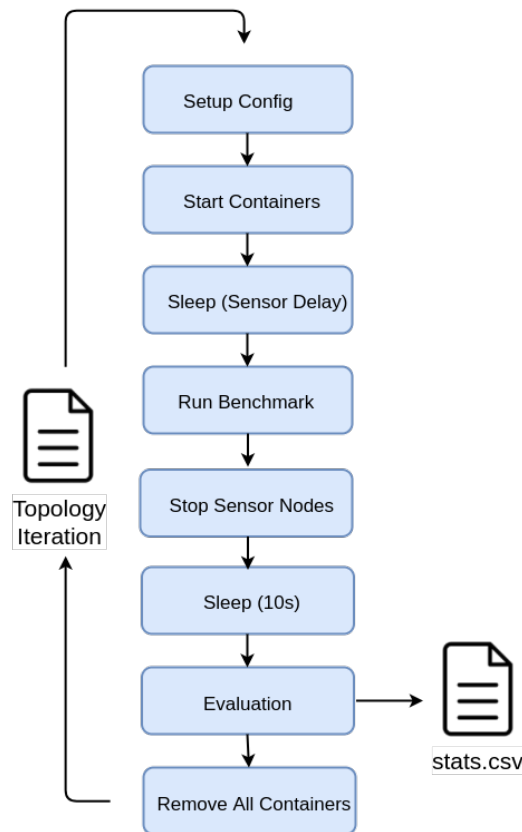 Setup Config
Start Containers
Sleep (Sensor Delay)
Run Benchmark
Topology
Iteration
Stop Sensor Nodes
Sleep (10s)
Evaluation
stats.csv
Remove All Containers